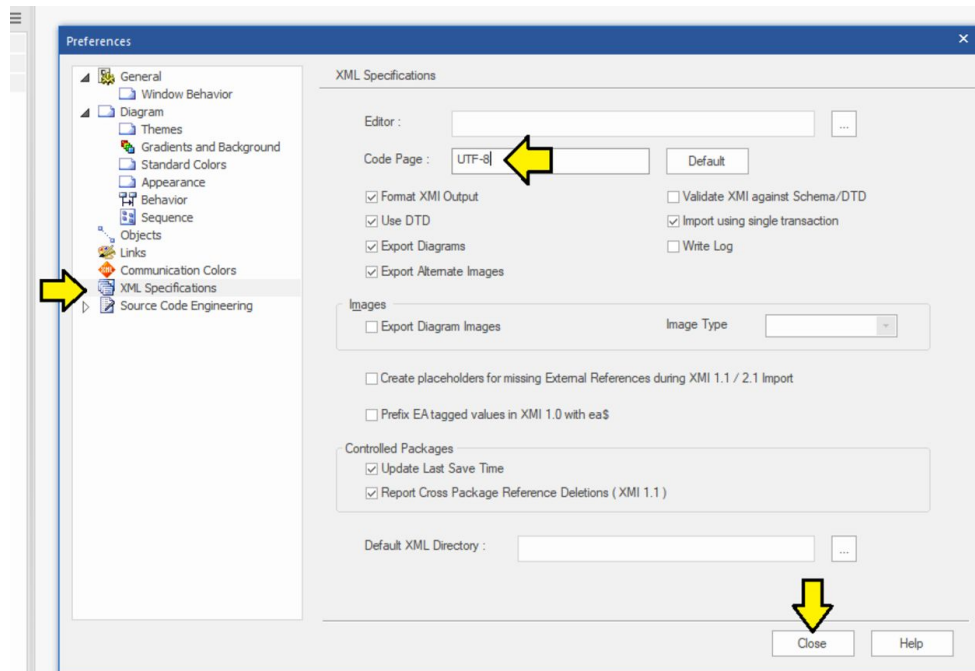 Preferences
General
Window Behavior
Diagram
Themes
Gradients and Background
Standard Colors
Appearance
Behavior
Sequence
Objects
Links
Communication Colors
XML Specifications
Source Code Engineering
XML Specifications
Editor :
...
Code Page :
UTF-8
Default
Format XMI Output
Validate XMI against Schema/DTD
Use DTD
Import using single transaction
Export Diagrams
Write Log
Export Alternate Images
Images
Export Diagram Images
Image Type
Create placeholders for missing External References during XMI 1.1 / 2.1 Import
Prefix EA tagged values in XMI 1.0 with ea$
Controlled Packages
Update Last Save Time
Report Cross Package Reference Deletions ( XMI 1.1 )
Default XML Directory :
...
Close
Help